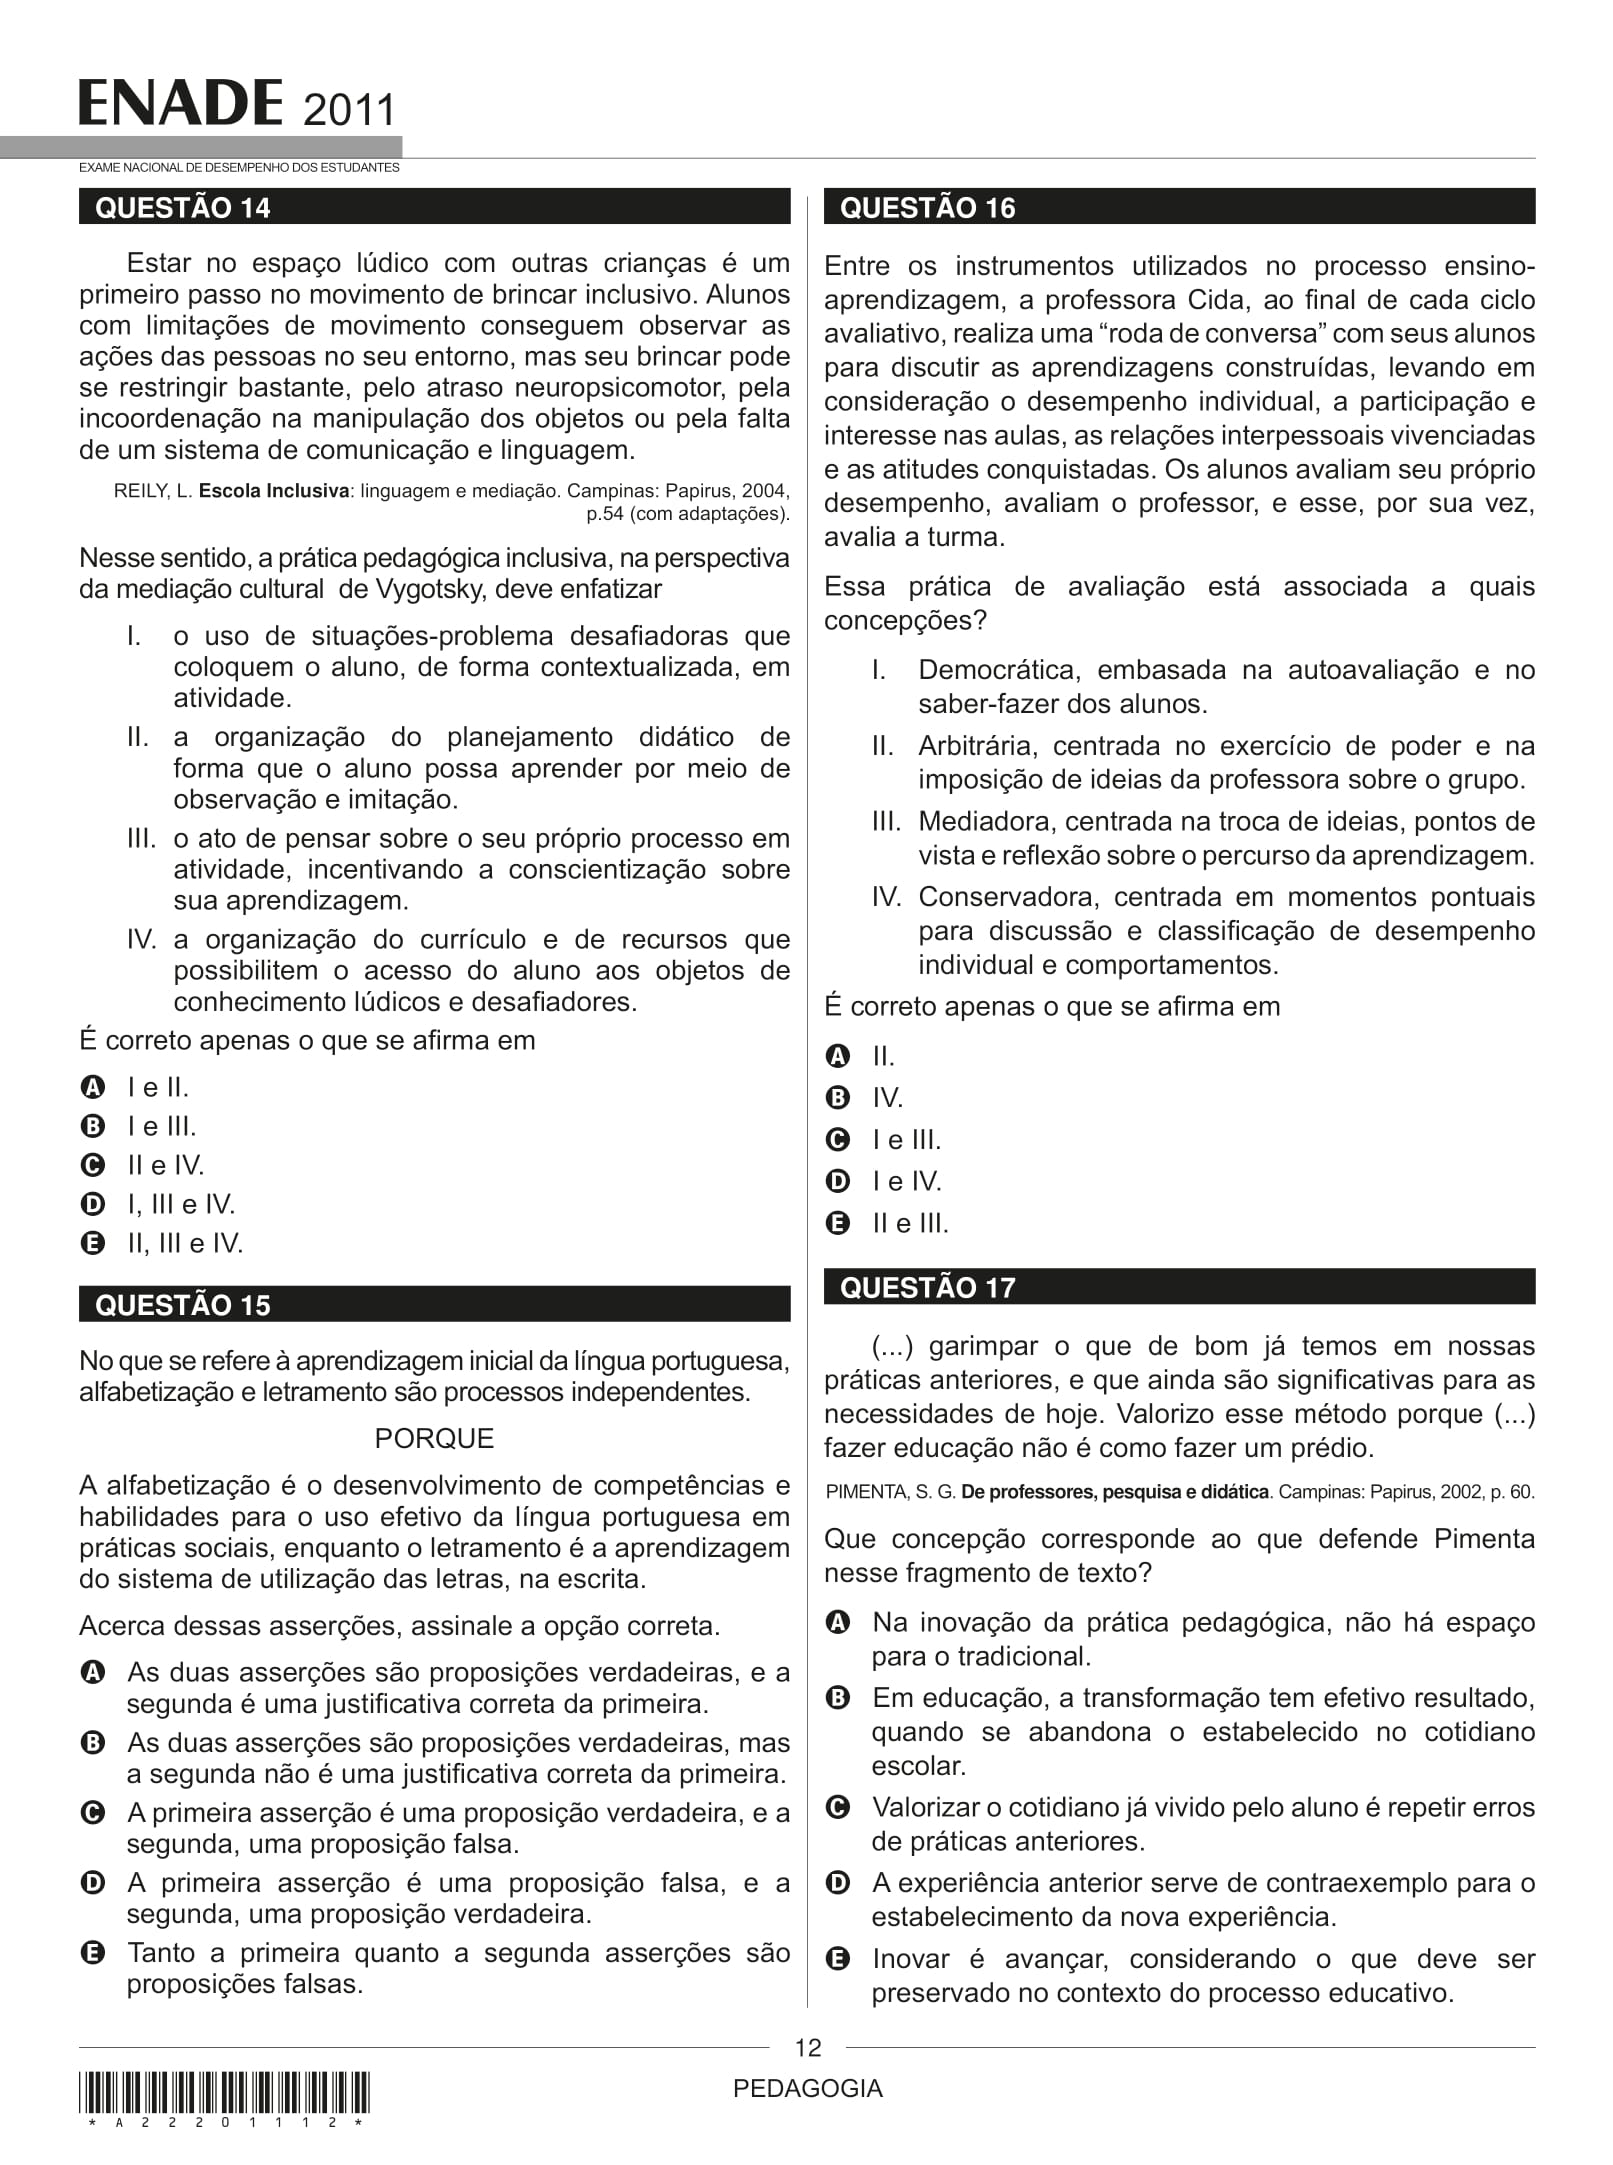 ENADE 2011
EXAME NACIONAL DE DESEMPENHO DOS ESTUDANTES
QUESTÃO 14
Estar no espaço lúdico com outras crianças é um
primeiro passo no movimento de brincar inclusivo. Alunos
com limitações de movimento conseguem observar as
ações das pessoas no seu entorno, mas seu brincar pode
se restringir bastante, pelo atraso neuropsicomotor, pela
incoordenação na manipulação dos objetos ou pela falta
de um sistema de comunicação e linguagem.
REILY, L. Escola Inclusiva: linguagem e mediação. Campinas: Papirus, 2004,
p.54 (com adaptações).
Nesse sentido, a prática pedagógica inclusiva, na perspectiva
da mediação cultural de Vygotsky, deve enfatizar
I. o uso de situações-problema desafiadoras que
coloquem o aluno, de forma contextualizada, em
atividade.
II. a organização do planejamento didático de
forma que o aluno possa aprender por meio de
observação e imitação.
III. o ato de pensar sobre o seu próprio processo em
atividade, incentivando a conscientização sobre
sua aprendizagem.
IV. a organização do currículo e de recursos que
possibilitem o acesso do aluno aos objetos de
conhecimento lúdicos e desafiadores.
É correto apenas o que se afirma em
A I e II.
B I e III.
C II e IV.
D I, III e IV.
E II, III e IV.
QUESTÃO 15
No que se refere à aprendizagem inicial da língua portuguesa,
alfabetização e letramento são processos independentes.
PORQUE
A alfabetização é o desenvolvimento de competências e
habilidades para o uso efetivo da língua portuguesa em
práticas sociais, enquanto o letramento é a aprendizagem
do sistema de utilização das letras, na escrita.
Acerca dessas asserções, assinale a opção correta.
A As duas asserções são proposições verdadeiras, e a
segunda é uma justificativa correta da primeira.
B As duas asserções são proposições verdadeiras, mas
a segunda não é uma justificativa correta da primeira.
C A primeira asserção é uma proposição verdadeira, e a
segunda, uma proposição falsa.
D A primeira asserção é uma proposição falsa, e a
segunda, uma proposição verdadeira.
E Tanto a primeira quanto a segunda asserções são
proposições falsas.
QUESTÃO 16
Entre os instrumentos utilizados no processo ensino-
aprendizagem, a professora Cida, ao final de cada ciclo
avaliativo, realiza uma “roda de conversa” com seus alunos
para discutir as aprendizagens construídas, levando em
consideração o desempenho individual, a participação e
interesse nas aulas, as relações interpessoais vivenciadas
e as atitudes conquistadas. Os alunos avaliam seu próprio
desempenho, avaliam o professor, e esse, por sua vez,
avalia a turma.
Essa prática de avaliação está associada a quais
concepções?
I. Democrática, embasada na autoavaliação e no
saber-fazer dos alunos.
II. Arbitrária, centrada no exercício de poder e na
imposição de ideias da professora sobre o grupo.
III. Mediadora, centrada na troca de ideias, pontos de
vista e reflexão sobre o percurso da aprendizagem.
IV. Conservadora, centrada em momentos pontuais
para discussão e classificação de desempenho
individual e comportamentos.
É correto apenas o que se afirma em
A II.
B IV.
C I e III.
D I e IV.
E II e III.
QUESTÃO 17
(...) garimpar o que de bom já temos em nossas
práticas anteriores, e que ainda são significativas para as
necessidades de hoje. Valorizo esse método porque (...)
fazer educação não é como fazer um prédio.
PIMENTA, S. G. De professores, pesquisa e didática. Campinas: Papirus, 2002, p. 60.
Que concepção corresponde ao que defende Pimenta
nesse fragmento de texto?
A Na inovação da prática pedagógica, não há espaço
para o tradicional.
B Em educação, a transformação tem efetivo resultado,
quando se abandona o estabelecido no cotidiano
escolar.
C Valorizar o cotidiano já vivido pelo aluno é repetir erros
de práticas anteriores.
D A experiência anterior serve de contraexemplo para o
estabelecimento da nova experiência.
E Inovar é avançar, considerando o que deve ser
preservado no contexto do processo educativo.
12
PEDAGOGIA
* A 2 2 2 0 1 1 1 2 *